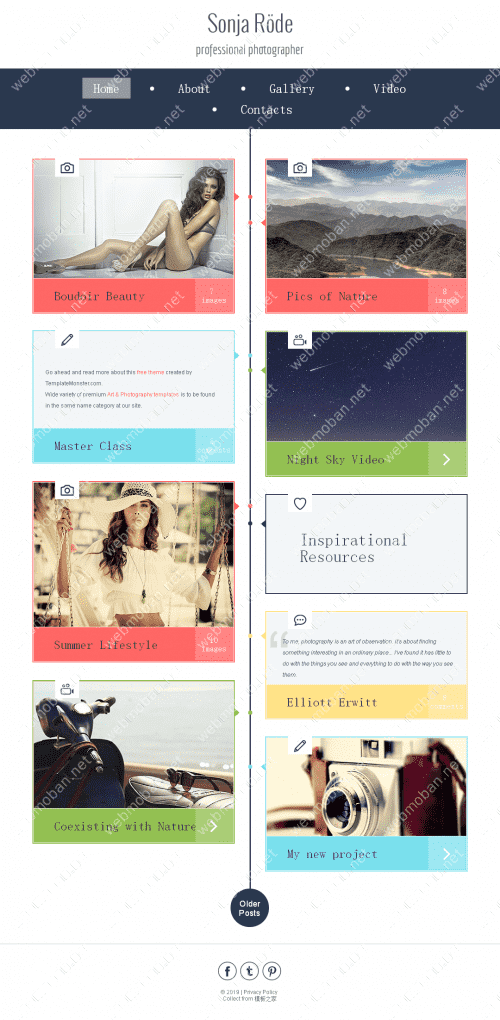 Sonja Röde
professional photographer
Home
About
Gallery
Video
Contacts
Boudoir Beauty
7
images
Pics of Nature
8
images
Go ahead and read more about this free theme created by
TemplateMonster.com.
Wide variety of premium Art & Photography templates is to be found
in the same name category at our site.
Master Class
Night Sky Video
Inspirational
Resources
Summer Lifestyle
10
images
To me, photography is an art of observation. It's about finding
something interesting in an ordinary place... I've found it has little to
do with the things you see and everything to do with the way you see
them.
Elliott Erwitt
Coexisting with Nature
My new project
Older
Posts
© 2019 | Privacy Policy
Collect from 模板之家
webmoban.net